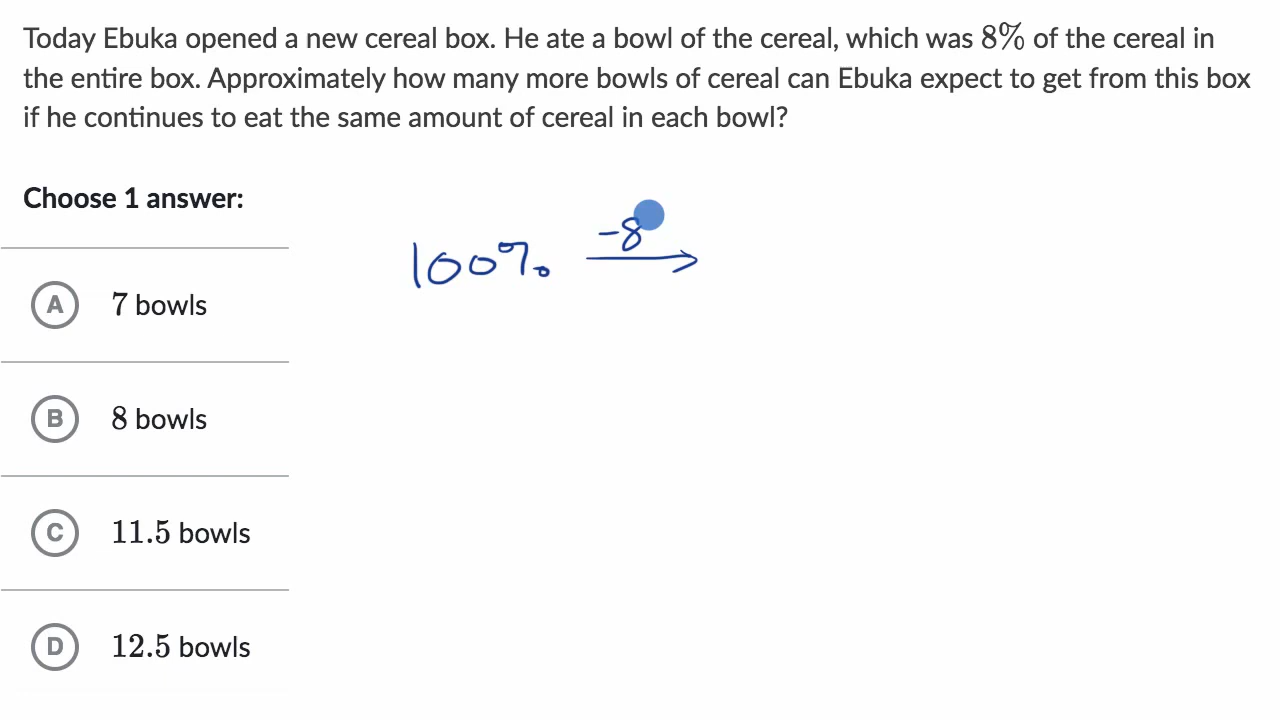 Today Ebuka opened a new cereal box. He ate a bowl of the cereal, which was 8% of the cereal in
the entire box. Approximately how many more bowls of cereal can Ebuka expect to get from this box
if he continues to eat the same amount of cereal in each bowl?
Choose 1 answer:
100% -8
A 7 bowls
B 8 bowls
C 11.5 bowls
D 12.5 bowls